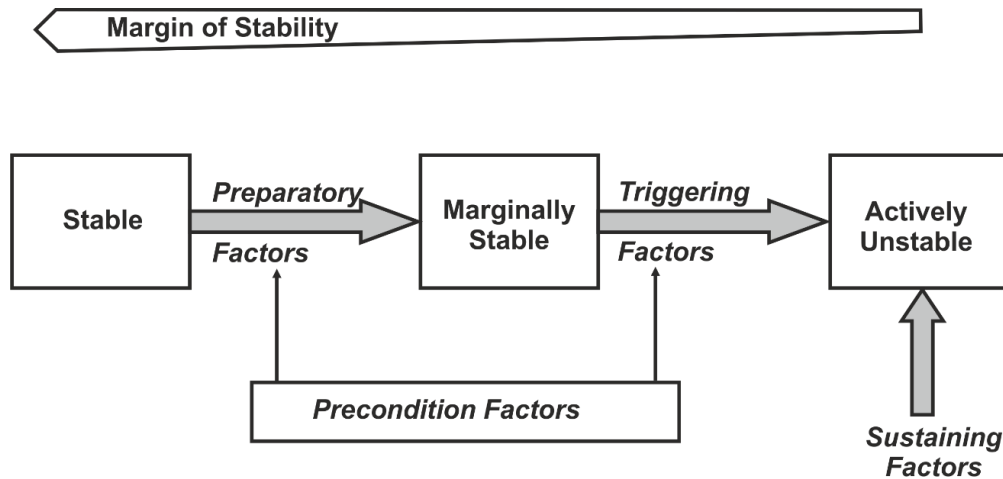 Margin of Stability
Stable
Preparatory
Factors
Marginally
Stable
Triggering
Factors
Actively
Unstable
Precondition Factors
Sustaining
Factors